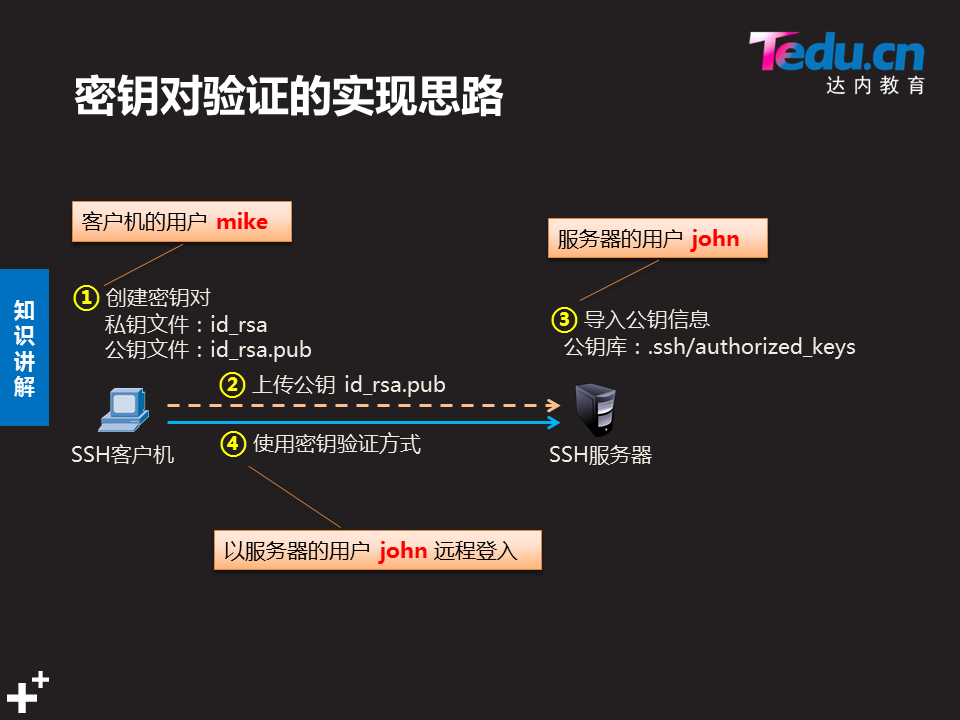 Tedu.cn
达内教育
密钥对验证的实现思路
客户机的用户 mike
服务器的用户 john
知识讲解
① 创建密钥对
私钥文件：id_rsa
公钥文件：id_rsa.pub
③ 导入公钥信息
公钥库：.ssh/authorized_keys
② 上传公钥 id_rsa.pub
④ 使用密钥验证方式
SSH客户机
SSH服务器
以服务器的用户 john 远程登入